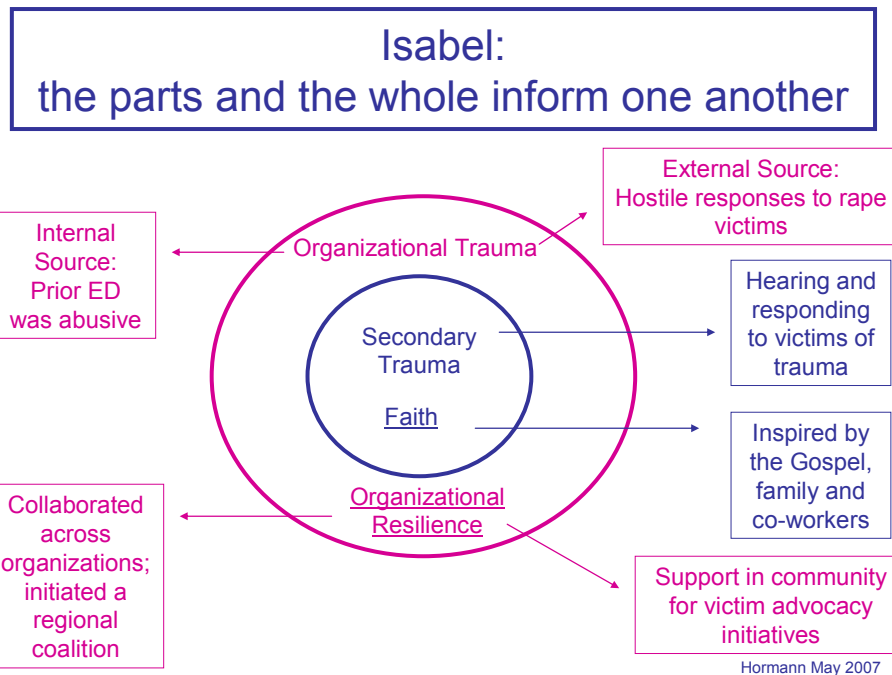 Isabel:
the parts and the whole inform one another
External Source:
Hostile responses to rape
victims
Internal
Source:
Prior ED
was abusive
Organizational Trauma
Hearing and
responding
to victims of
trauma
Secondary
Trauma
Faith
Inspired by
the Gospel,
family and
co-workers
Organizational
Resilience
Collaborated
across
organizations;
initiated a
regional
coalition
Support in community
for victim advocacy
initiatives
Hormann May 2007